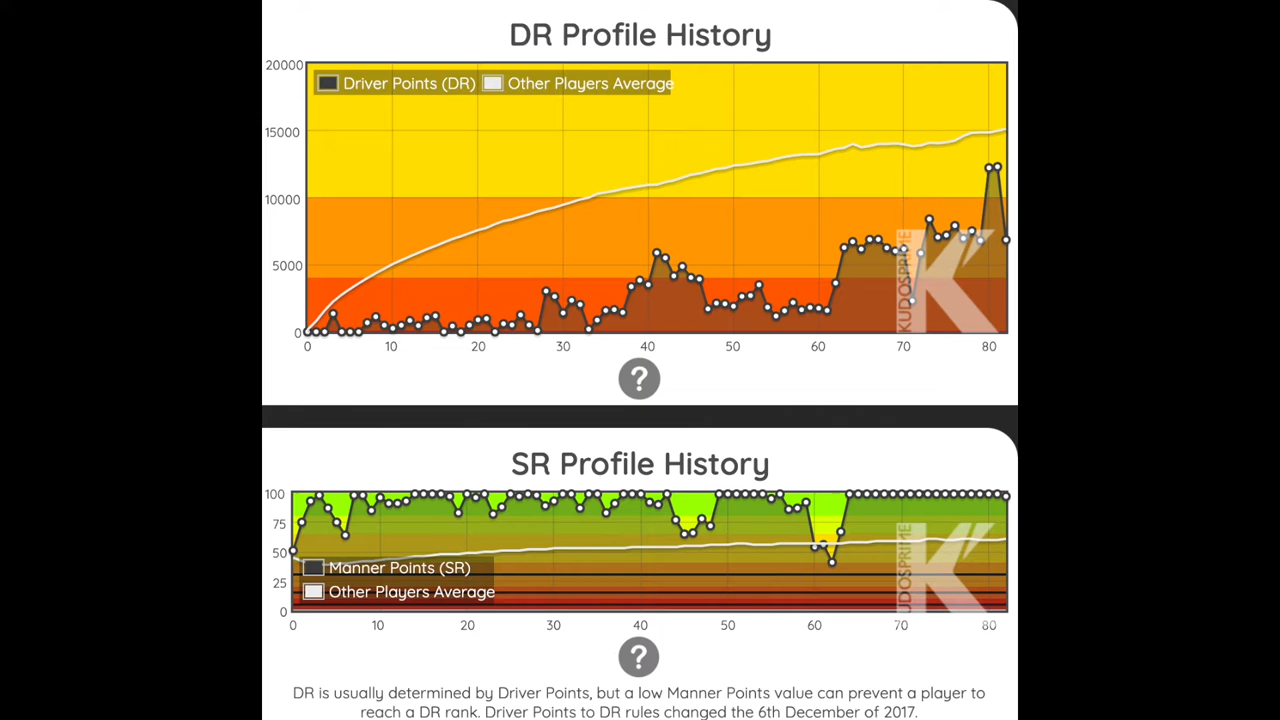 DR Profile History
20000
Driver Points (DR) Other Players Average
15000
10000
5000
0
KUDOSPRIME
K'
0 10 20 30 40 50 60 70 80
?
SR Profile History
100
75
50
Manner Points (SR)
25
Other Players Average
0
UDOSPRIME
K'
0 10 20 30 40 50 60 70 80
?
DR is usually determined by Driver Points, but a low Manner Points value can prevent a player to
reach a DR rank. Driver Points to DR rules changed the 6th December of 2017.